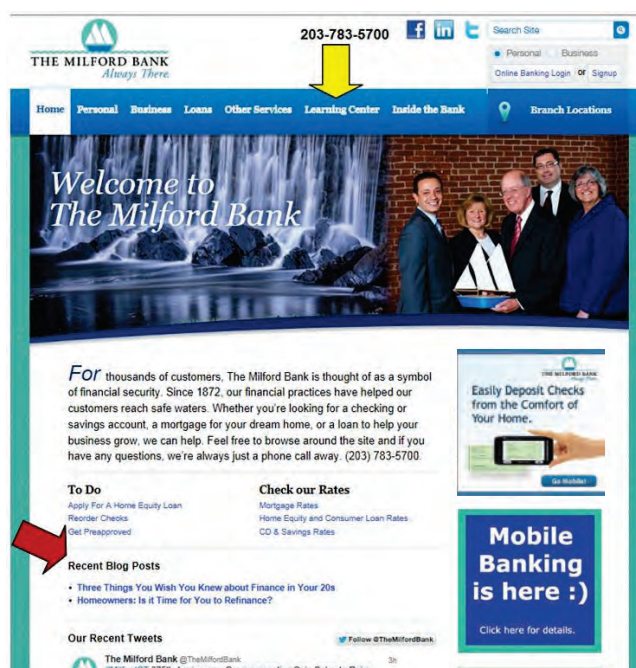 203-783-5700
Search Site
Personal Business
THE MILFORD BANK
Always There.
Online Banking Login or Signup
Home Personal Business Loans Other Services Learning Center Inside the Bank Branch Locations
Welcome to
The Milford Bank
For thousands of customers, The Milford Bank is thought of as a symbol
of financial security. Since 1872, our financial practices have helped our
customers reach safe waters. Whether you're looking for a checking or
savings account, a mortgage for your dream home, or a loan to help your
business grow, we can help. Feel free to browse around the site and if you
have any questions, we're always just a phone call away. (203) 783-5700.
To Do
Apply For A Home Equity Loan
Reorder Checks
Get Preapproved
Check our Rates
Mortgage Rates
Home Equity and Consumer Loan Rates
CD & Savings Rates
Recent Blog Posts
• Three Things You Wish You Knew about Finance in Your 20s
• Homeowners: Is it Time for You to Refinance?
Our Recent Tweets
Follow @TheMilfordBank
The Milford Bank @TheMilfordBank 3h
THE MILFORD BANK
Easily Deposit Checks
from the Comfort of
Your Home.
Go Mobile!
Mobile
Banking
is here :)
Click here for details.